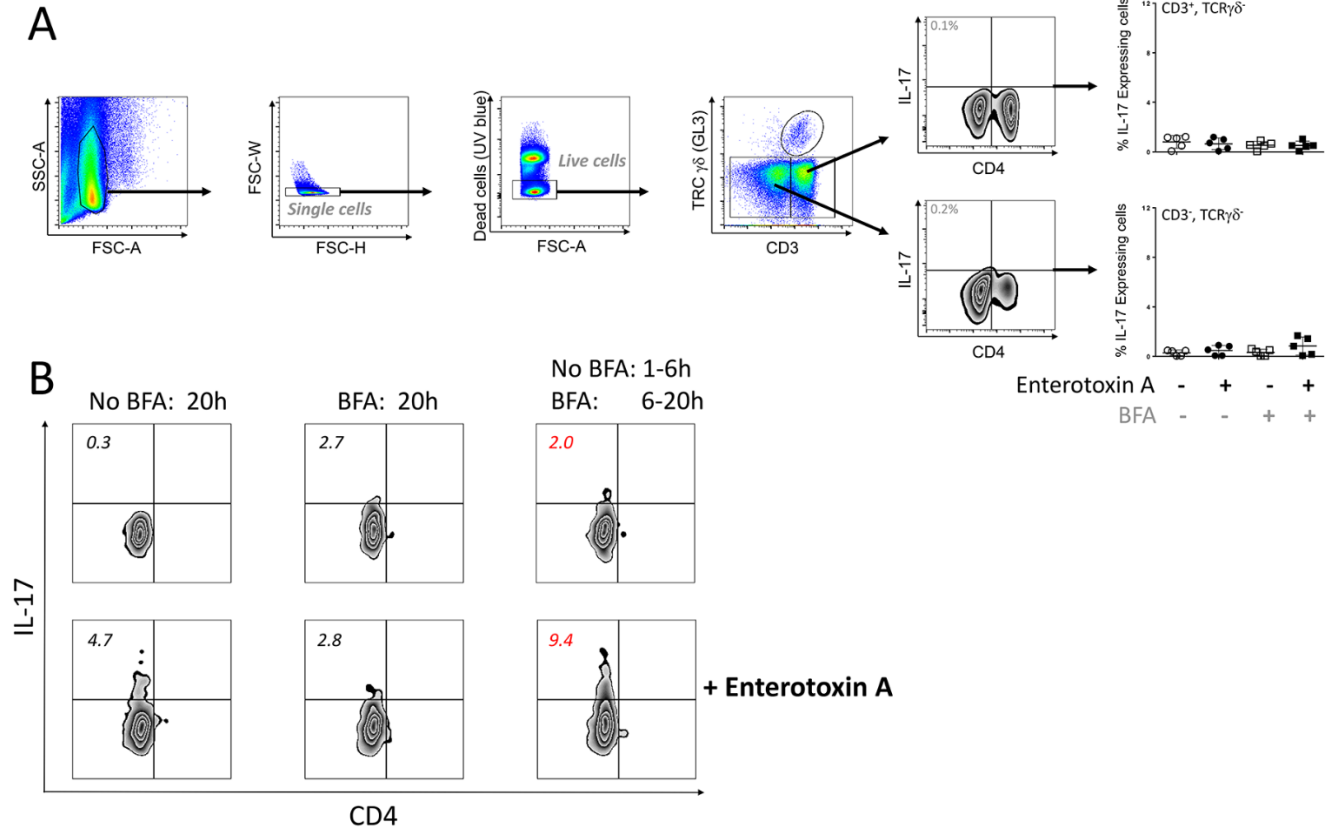 A
SSC-A
FSC-A
FSC-W
Single cells
FSC-H
Dead cells (UV blue)
Live cells
FSC-A
TRC γδ (GL3)
CD3
0.1%
IL-17
CD4
CD3⁺, TCRγδ⁻
% IL-17 Expressing cells
12
8
4
0
0.2%
IL-17
CD4
CD3⁻, TCRγδ⁻
% IL-17 Expressing cells
12
8
4
0
Enterotoxin A - + - +
BFA - - + +
B
No BFA: 20h
BFA: 20h
No BFA: 1-6h
BFA: 6-20h
0.3
2.7
2.0
4.7
2.8
9.4
+ Enterotoxin A
IL-17
CD4